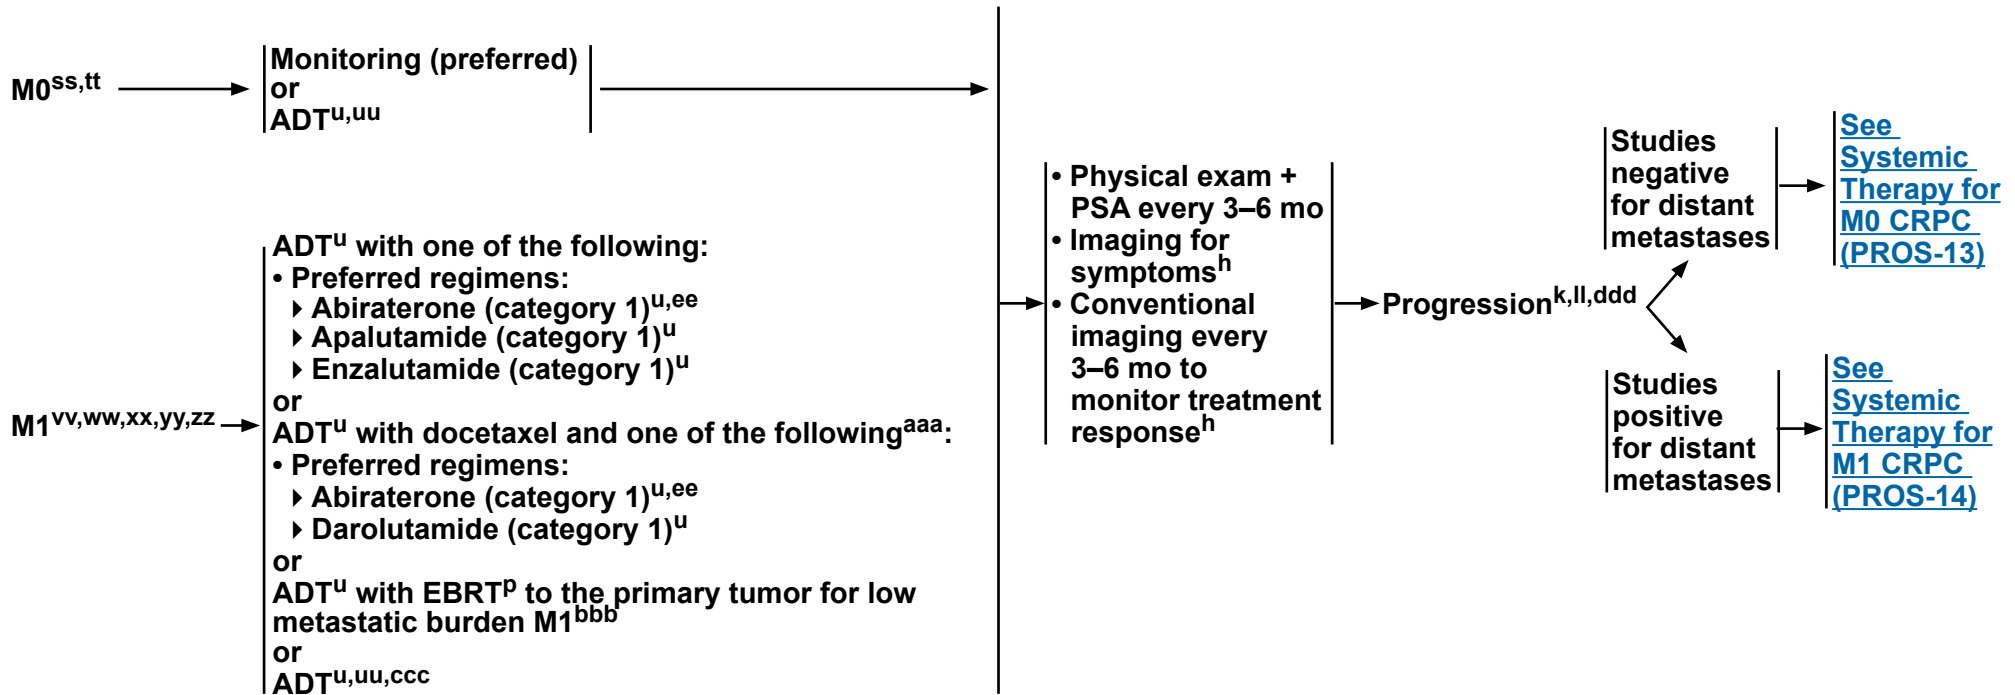 M0ss,tt
Monitoring (preferred)
or
ADTu,uu
M1vv,ww,xx,yy,zz
ADTu with one of the following:
• Preferred regimens:
Abiraterone (category 1)u,ee
Apalutamide (category 1)u
Enzalutamide (category 1)u
or
ADTu with docetaxel and one of the followingaaa:
• Preferred regimens:
Abiraterone (category 1)u,ee
Darolutamide (category 1)u
or
ADTu with EBRTp to the primary tumor for low
metastatic burden M1bbb
or
ADTu,uu,ccc
• Physical exam +
PSA every 3–6 mo
• Imaging for
symptomsh
• Conventional
imaging every
3–6 mo to
monitor treatment
responseh
Progressionk,ll,ddd
Studies
negative
for distant
metastases
See
Systemic
Therapy for
M0 CRPC
(PROS-13)
Studies
positive
for distant
metastases
See
Systemic
Therapy for
M1 CRPC
(PROS-14)